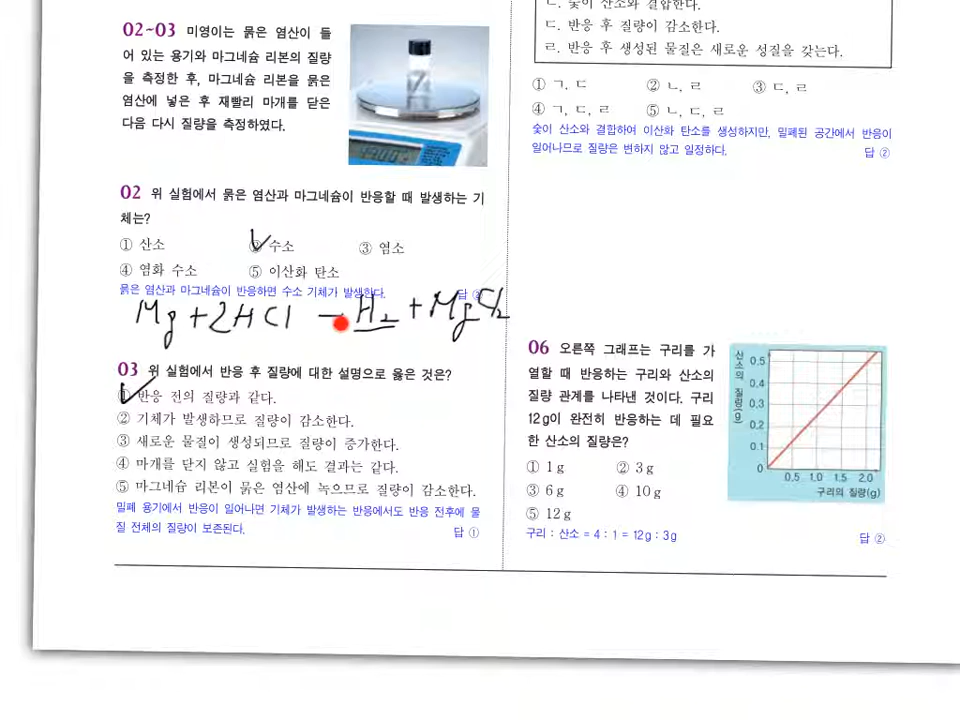 02~03 미영이는 묽은 염산이 들
어 있는 용기와 마그네슘 리본의 질량
을 측정한 후, 마그네슘 리본을 묽은
염산에 넣은 후 재빨리 마개를 닫은
다음 다시 질량을 측정하였다.
02 위 실험에서 묽은 염산과 마그네슘이 반응할 때 발생하는 기
체는?
① 산소 ② 수소 ③ 염소
④ 염화 수소 ⑤ 이산화 탄소
묽은 염산과 마그네슘이 반응하면 수소 기체가 발생한다. 답 ②
Mg + 2HCl → H₂ + MgCl₂
03 위 실험에서 반응 후 질량에 대한 설명으로 옳은 것은?
① 반응 전의 질량과 같다.
② 기체가 발생하므로 질량이 감소한다.
③ 새로운 물질이 생성되므로 질량이 증가한다.
④ 마개를 닫지 않고 실험을 해도 결과는 같다.
⑤ 마그네슘 리본이 묽은 염산에 녹으므로 질량이 감소한다.
밀폐 용기에서 반응이 일어나면 기체가 발생하는 반응에서도 반응 전후에 물
질 전체의 질량이 보존된다. 답 ①
ㄴ. 숯이 산소와 결합한다.
ㄷ. 반응 후 질량이 감소한다.
ㄹ. 반응 후 생성된 물질은 새로운 성질을 갖는다.
① ㄱ, ㄷ ② ㄴ, ㄹ ③ ㄷ, ㄹ
④ ㄱ, ㄷ, ㄹ ⑤ ㄴ, ㄷ, ㄹ
숯이 산소와 결합하여 이산화 탄소를 생성하지만, 밀폐된 공간에서 반응이
일어나므로 질량은 변하지 않고 일정하다. 답 ②
06 오른쪽 그래프는 구리를 가
열할 때 반응하는 구리와 산소의
질량 관계를 나타낸 것이다. 구리
12g이 완전히 반응하는 데 필요
한 산소의 질량은?
① 1g ② 3g
③ 6g ④ 10g
⑤ 12g
구리 : 산소 = 4 : 1 = 12g : 3g 답 ②
산소의 질량(g)
0.5
0.4
0.3
0.2
0.1
0
0.5 1.0 1.5 2.0
구리의 질량(g)